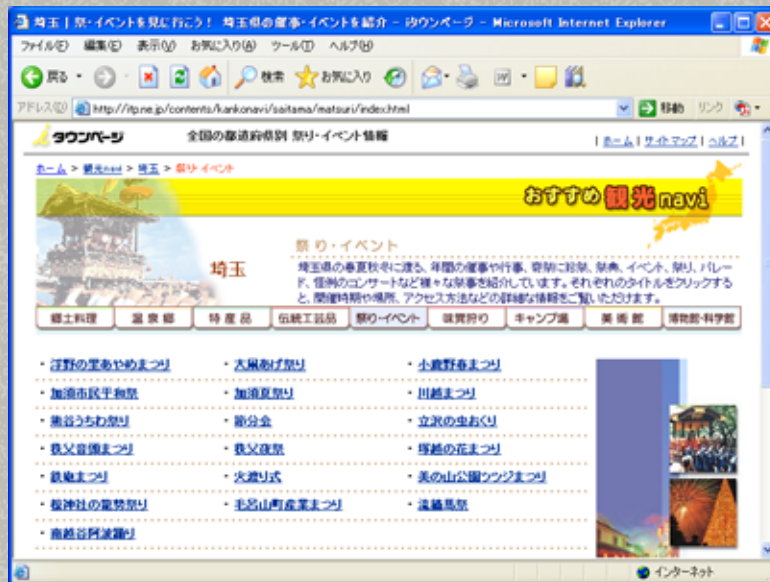 埼玉 | 祭・イベントを見に行こう! 埼玉県の催事・イベントを紹介 - iタウンページ - Microsoft Internet Explorer
ファイル(F) 編集(E) 表示(V) お気に入り(A) ツール(T) ヘルプ(H)
戻る 検索 お気に入り
アドレス(D) http://itp.ne.jp/contents/kankonavi/saitama/matsuri/index.html 移動 リンク
iタウンページ 全国の都道府県別 祭り・イベント情報 | ホーム | サイトマップ | ヘルプ |
ホーム > 観光navi > 埼玉 > 祭り・イベント
おすすめ 観光 navi
祭り・イベント
埼玉
埼玉県の春夏秋冬に渡る、年間の催事や行事、奇祭に珍祭、祭典、イベント、祭り、パレー
ド、恒例のコンサートなど様々な祭事を紹介しています。それぞれのタイトルをクリックする
と、開催時期や場所、アクセス方法などの詳細な情報をご覧いただけます。
郷土料理 温泉郷 特産品 伝統工芸品 祭り・イベント 味覚狩り キャンプ場 美術館 博物館・科学館
・浮野の里あやめまつり ・大凧あげ祭り ・小鹿野春まつり
・加須市民平和祭 ・加須夏祭り ・川越まつり
・熊谷うちわ祭り ・節分会 ・立沢の虫おくり
・秩父音頭まつり ・秩父夜祭 ・塚越の花まつり
・鉄砲まつり ・火渡り式 ・美の山公園ツツジまつり
・椋神社の龍勢祭り ・毛呂山町産業まつり ・流鏑馬祭
・南越谷阿波踊り
インターネット